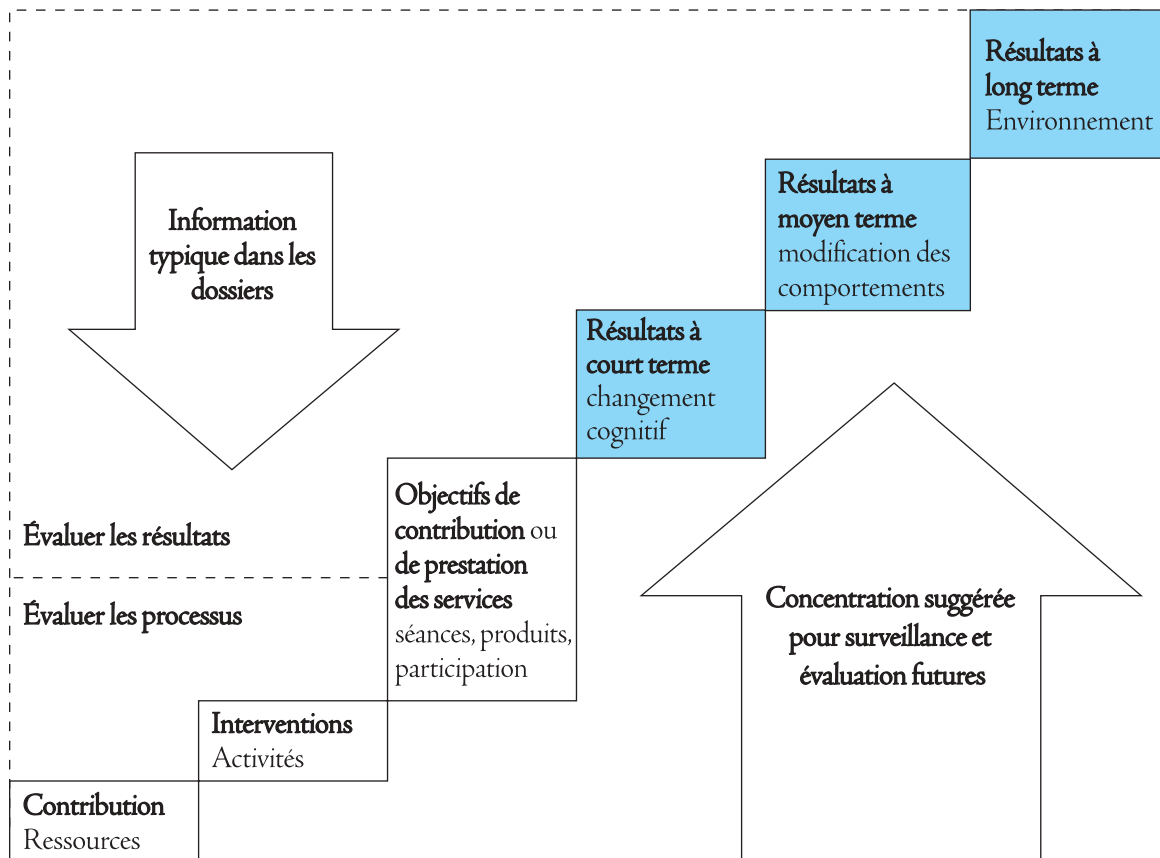 Résultats à
long terme
Environnement
Résultats à
moyen terme
modification des
comportements
Information
typique dans les
dossiers
Résultats à
court terme
changement
cognitif
Objectifs de
contribution ou
de prestation
des services
séances, produits,
participation
Évaluer les résultats
Évaluer les processus
Concentration suggérée
pour surveillance et
évaluation futures
Interventions
Activités
Contribution
Ressources